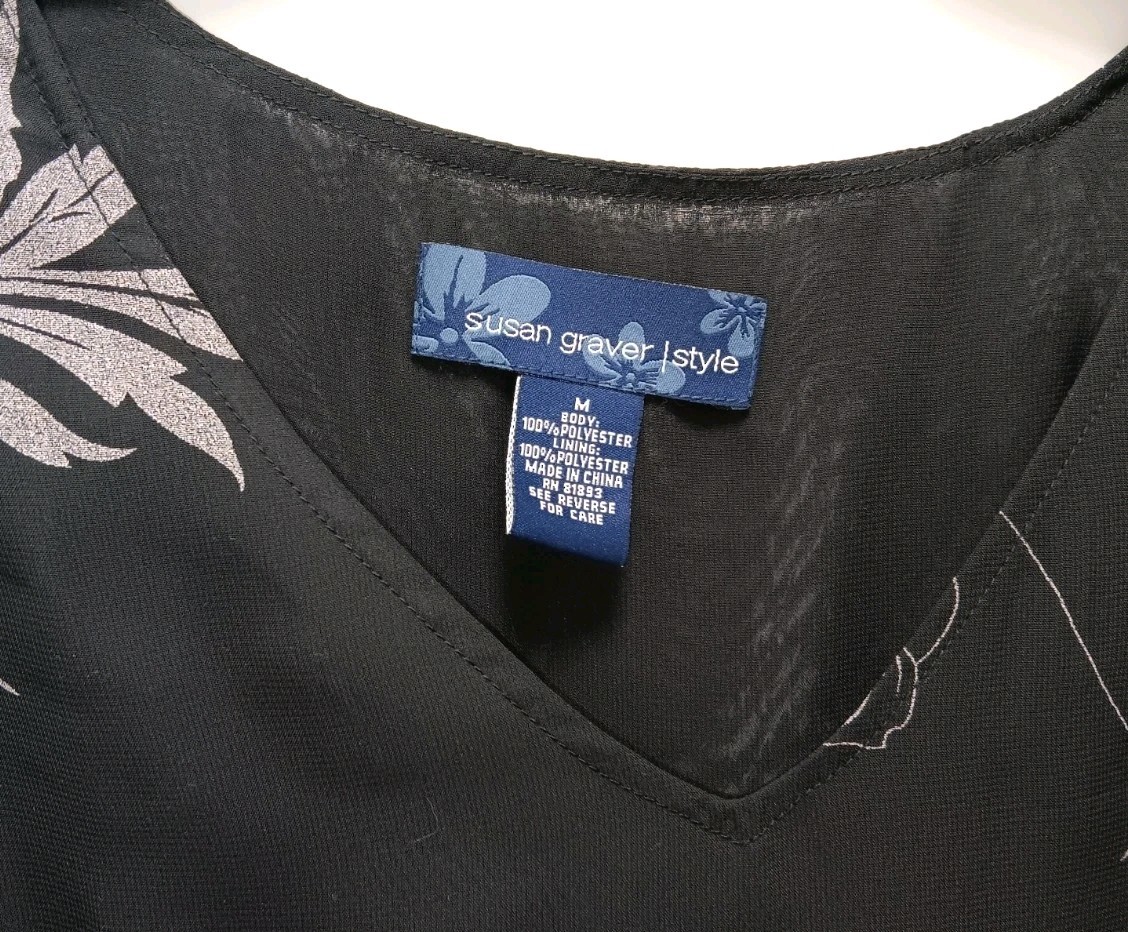 susan graver | style
M
BODY:
100% POLYESTER
LINING:
100% POLYESTER
MADE IN CHINA
RN 81893
SEE REVERSE
FOR CARE